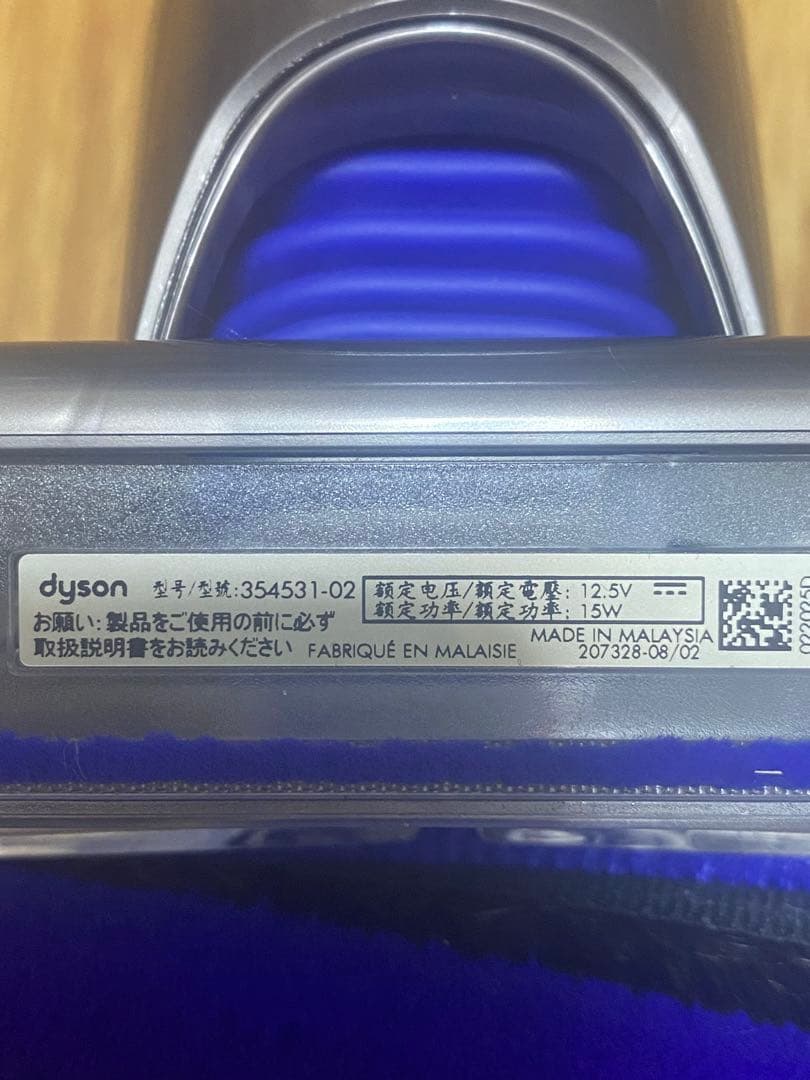 dyson 型号/型號:354531-02
额定电压/額定電壓: 12.5V
额定功率/額定功率: 15W
お願い: 製品をご使用の前に必ず
取扱説明書をお読みください FABRIQUÉ EN MALAISIE
MADE IN MALAYSIA
207328-08/02